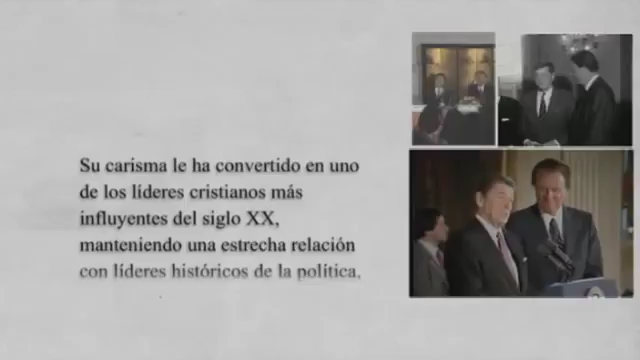 Su carisma le ha convertido en uno
de los líderes cristianos más
influyentes del siglo XX,
manteniendo una estrecha relación
con líderes históricos de la política,